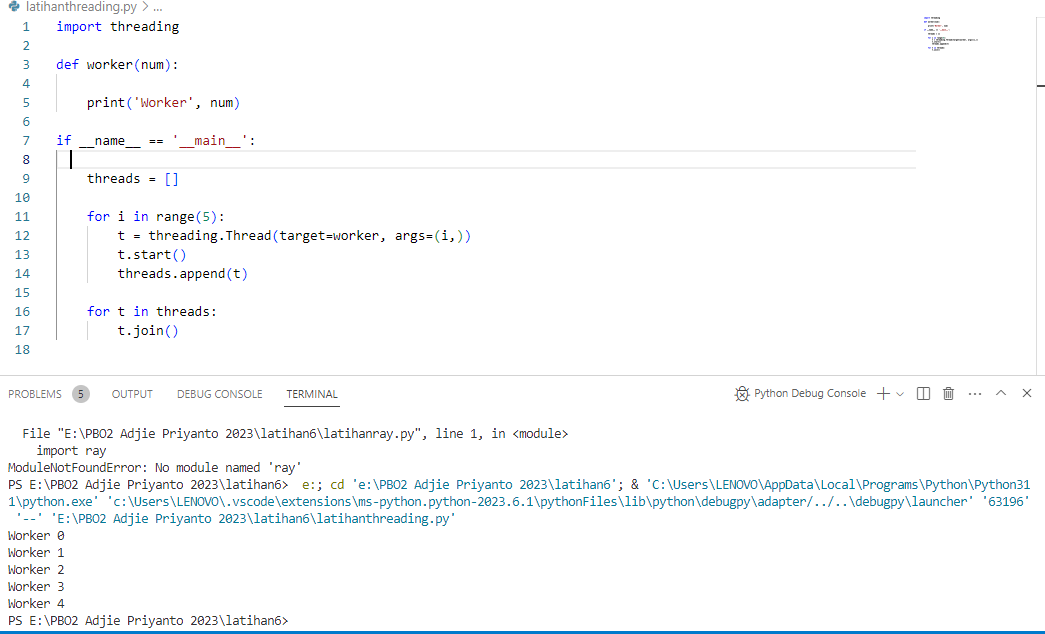 latihanthreading.py > ...
1 import threading
2
3 def worker(num):
4
5     print('Worker', num)
6
7 if __name__ == '__main__':
8
9     threads = []
10
11     for i in range(5):
12         t = threading.Thread(target=worker, args=(i,))
13         t.start()
14         threads.append(t)
15
16     for t in threads:
17         t.join()
18
PROBLEMS 5 OUTPUT DEBUG CONSOLE TERMINAL Python Debug Console
  File "E:\PBO2 Adjie Priyanto 2023\latihan6\latihanray.py", line 1, in <module>
    import ray
ModuleNotFoundError: No module named 'ray'
PS E:\PBO2 Adjie Priyanto 2023\latihan6>  e:; cd 'e:\PBO2 Adjie Priyanto 2023\latihan6'; & 'C:\Users\LENOVO\AppData\Local\Programs\Python\Python31
1\python.exe' 'c:\Users\LENOVO\.vscode\extensions\ms-python.python-2023.6.1\pythonFiles\lib\python\debugpy\adapter/../..\debugpy\launcher' '63196'
 '--' 'E:\PBO2 Adjie Priyanto 2023\latihan6\latihanthreading.py'
Worker 0
Worker 1
Worker 2
Worker 3
Worker 4
PS E:\PBO2 Adjie Priyanto 2023\latihan6>